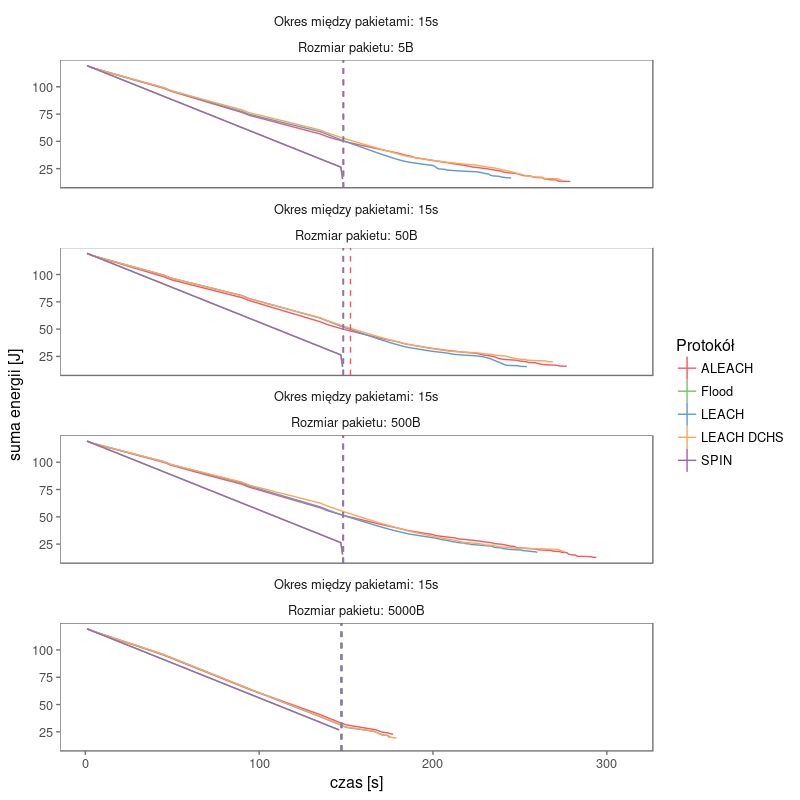 Okres między pakietami: 15s
Rozmiar pakietu: 5B
100
75
50
25
Okres między pakietami: 15s
Rozmiar pakietu: 50B
100
75
50
25
Okres między pakietami: 15s
Rozmiar pakietu: 500B
100
75
50
25
Okres między pakietami: 15s
Rozmiar pakietu: 5000B
100
75
50
25
0 100 200 300
czas [s]
suma energii [J]
Protokół
ALEACH
Flood
LEACH
LEACH DCHS
SPIN